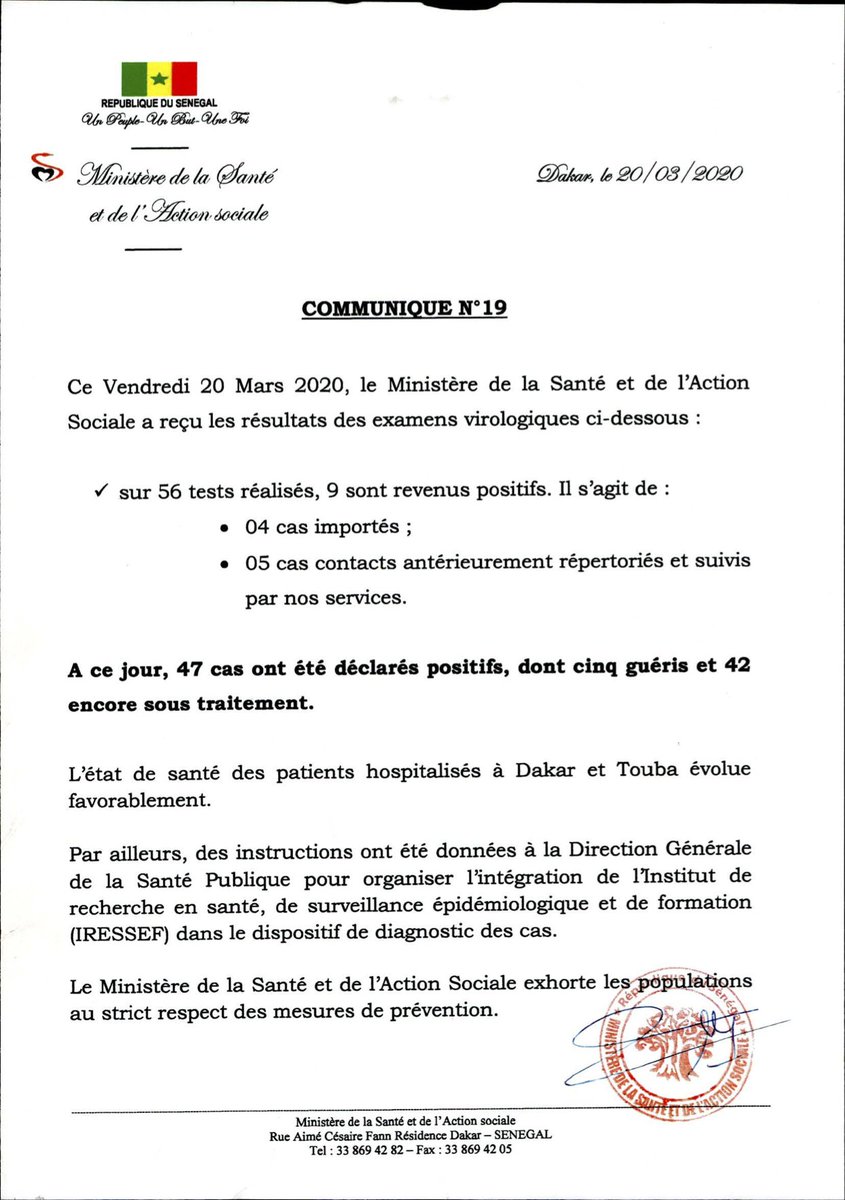 REPUBLIQUE DU SENEGAL
Un Peuple-Un But-Une Foi
Ministère de la Santé
et de l'Action sociale
Dakar, le 20/03/2020
COMMUNIQUE N°19
Ce Vendredi 20 Mars 2020, le Ministère de la Santé et de l'Action
Sociale a reçu les résultats des examens virologiques ci-dessous :
✓ sur 56 tests réalisés, 9 sont revenus positifs. Il s'agit de :
• 04 cas importés ;
• 05 cas contacts antérieurement répertoriés et suivis
par nos services.
A ce jour, 47 cas ont été déclarés positifs, dont cinq guéris et 42
encore sous traitement.
L'état de santé des patients hospitalisés à Dakar et Touba évolue
favorablement.
Par ailleurs, des instructions ont été données à la Direction Générale
de la Santé Publique pour organiser l'intégration de l'Institut de
recherche en santé, de surveillance épidémiologique et de formation
(IRESSEF) dans le dispositif de diagnostic des cas.
Le Ministère de la Santé et de l'Action Sociale exhorte les populations
au strict respect des mesures de prévention.
République du Sénégal
MINISTÈRE DE LA SANTÉ ET DE L'ACTION SOCIALE
Ministère de la Santé et de l'Action sociale
Rue Aimé Césaire Fann Résidence Dakar – SENEGAL
Tel : 33 869 42 82 – Fax : 33 869 42 05